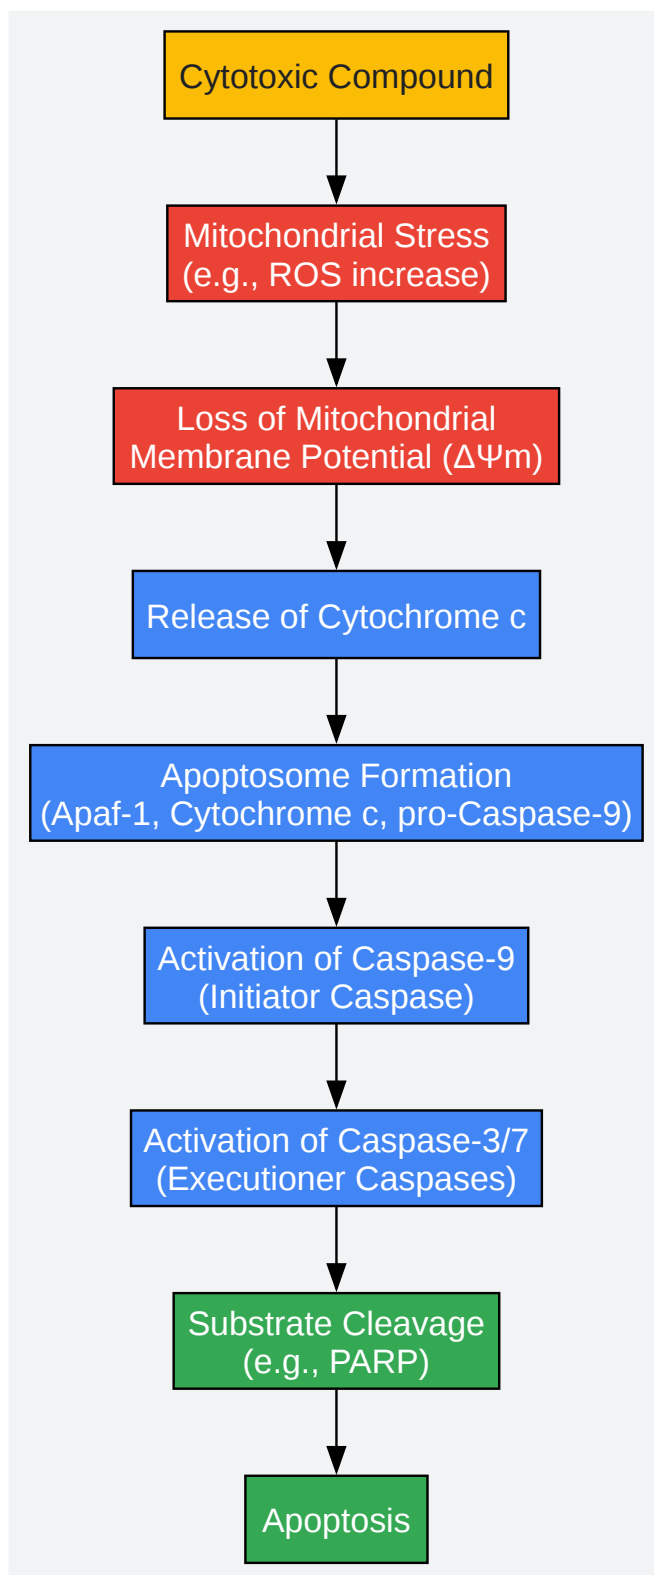 Cytotoxic Compound
Mitochondrial Stress
(e.g., ROS increase)
Loss of Mitochondrial
Membrane Potential (ΔΨm)
Release of Cytochrome c
Apoptosome Formation
(Apaf-1, Cytochrome c, pro-Caspase-9)
Activation of Caspase-9
(Initiator Caspase)
Activation of Caspase-3/7
(Executioner Caspases)
Substrate Cleavage
(e.g., PARP)
Apoptosis